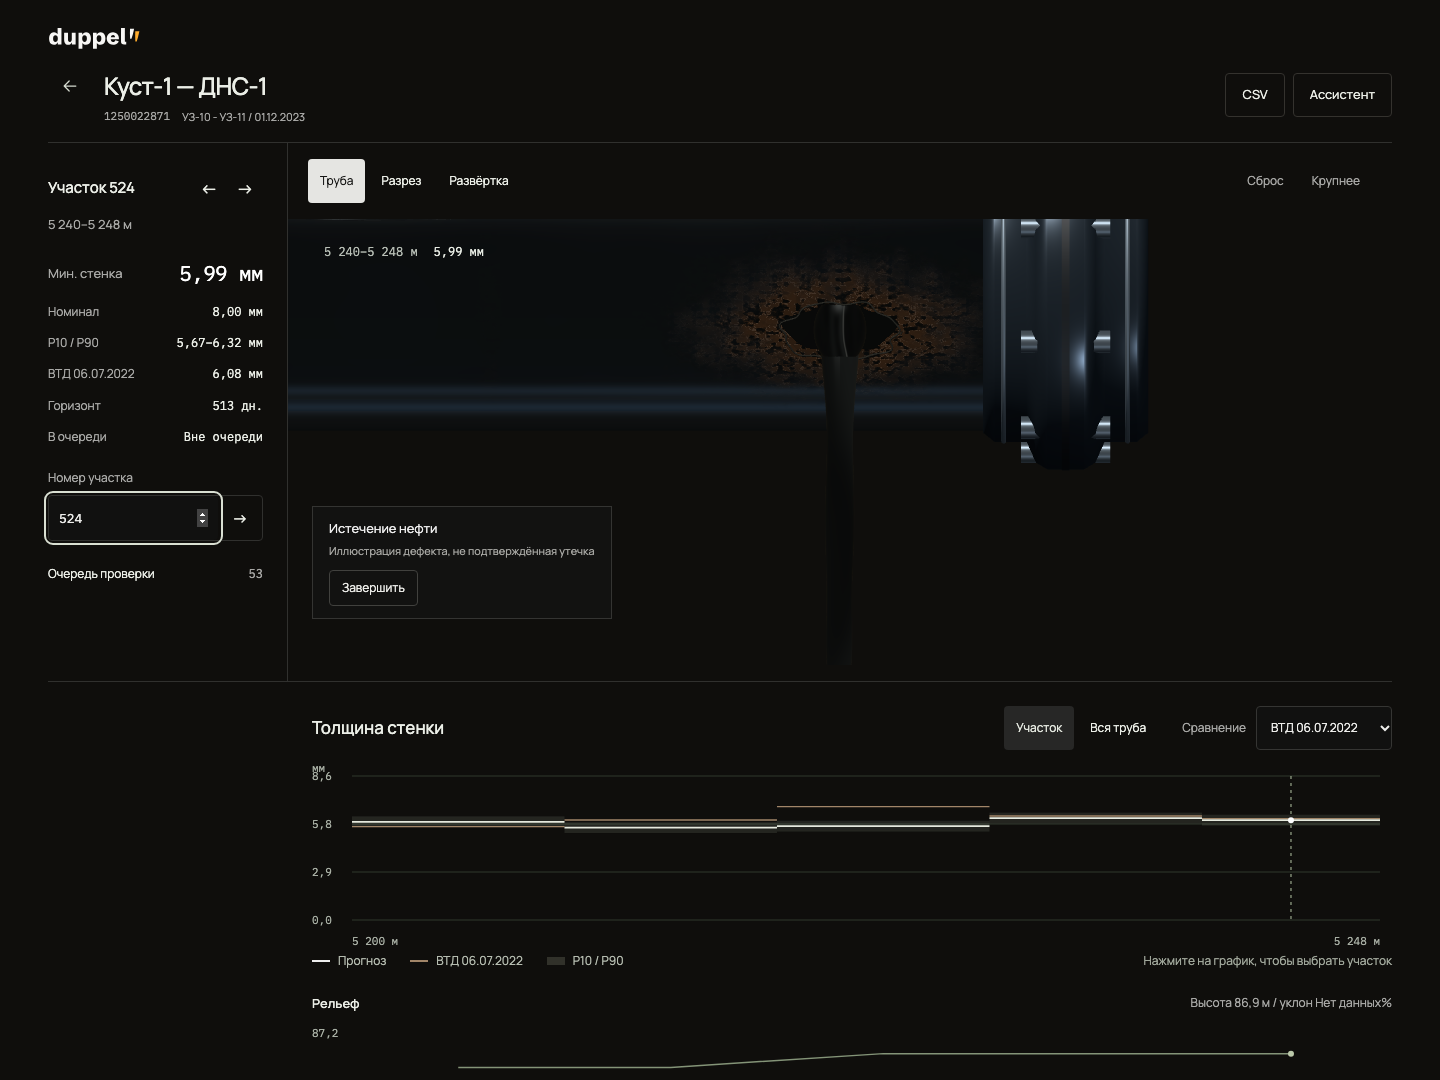 duppel
Куст-1 — ДНС-1
1250022871 УЗ-10 - УЗ-11 / 01.12.2023
CSV
Ассистент
Участок 524
5 240–5 248 м
Мин. стенка 5,99 мм
Номинал 8,00 мм
P10 / P90 5,67–6,32 мм
ВТД 06.07.2022 6,08 мм
Горизонт 513 дн.
В очереди Вне очереди
Номер участка
524
Очередь проверки 53
Труба Разрез Развёртка
Сброс Крупнее
5 240–5 248 м 5,99 мм
Истечение нефти
Иллюстрация дефекта, не подтверждённая утечка
Завершить
Толщина стенки
Участок Вся труба Сравнение ВТД 06.07.2022
мм
8,6
5,8
2,9
0,0
5 200 м 5 248 м
Прогноз ВТД 06.07.2022 P10 / P90
Нажмите на график, чтобы выбрать участок
Рельеф
Высота 86,9 м / уклон Нет данных%
87,2